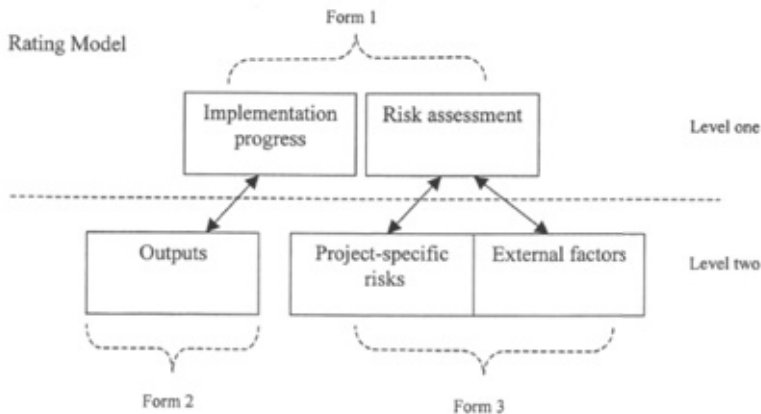 Form 1
Rating Model
Implementation
progress
Risk assessment
Level one
Outputs
Project-specific
risks
External factors
Level two
Form 2
Form 3